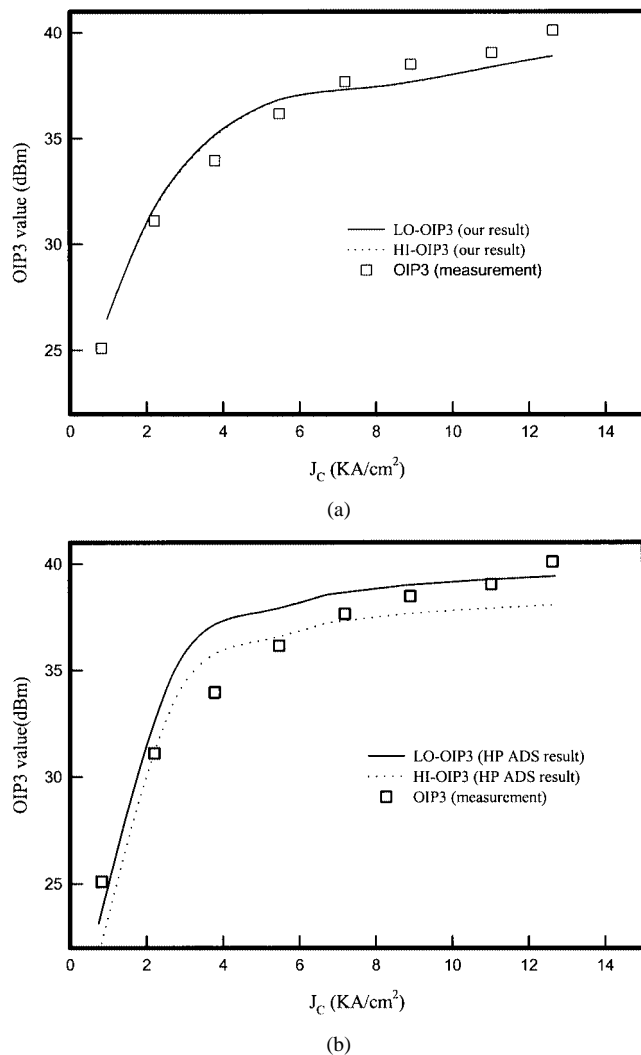 40
35
30
25
OIP3 value (dBm)
LO-OIP3 (our result)
HI-OIP3 (our result)
OIP3 (measurement)
0 2 4 6 8 10 12 14
J_C (KA/cm²)
(a)
40
35
30
25
OIP3 value(dBm)
LO-OIP3 (HP ADS result)
HI-OIP3 (HP ADS result)
OIP3 (measurement)
0 2 4 6 8 10 12 14
J_C (KA/cm²)
(b)